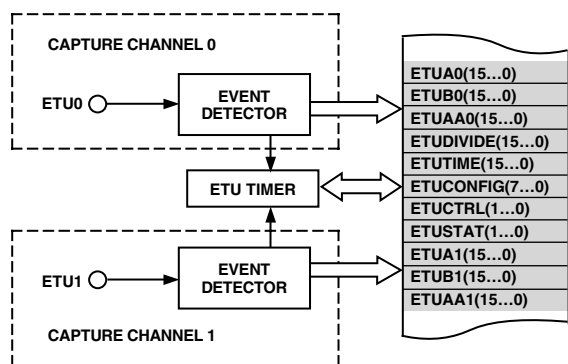 CAPTURE CHANNEL 0
ETU0
EVENT
DETECTOR
ETU TIMER
ETU1
EVENT
DETECTOR
CAPTURE CHANNEL 1
ETUA0(15...0)
ETUB0(15...0)
ETUAA0(15...0)
ETUDIVIDE(15...0)
ETUTIME(15...0)
ETUCONFIG(7...0)
ETUCTRL(1...0)
ETUSTAT(1...0)
ETUA1(15...0)
ETUB1(15...0)
ETUAA1(15...0)